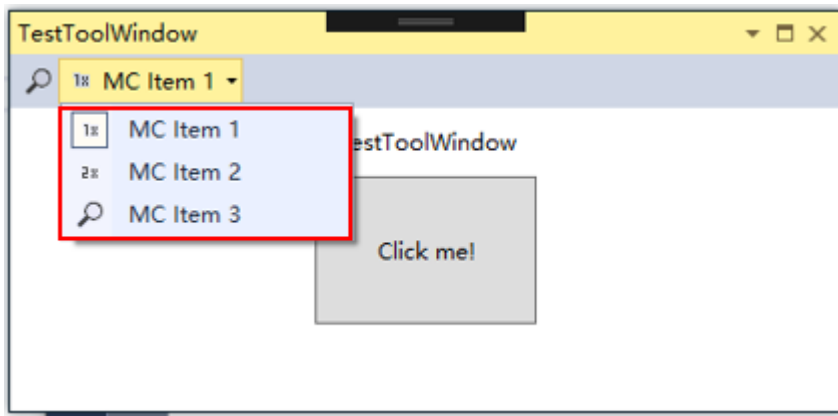 TestToolWindow
1x MC Item 1
1x MC Item 1
estToolWindow
2x MC Item 2
MC Item 3
Click me!